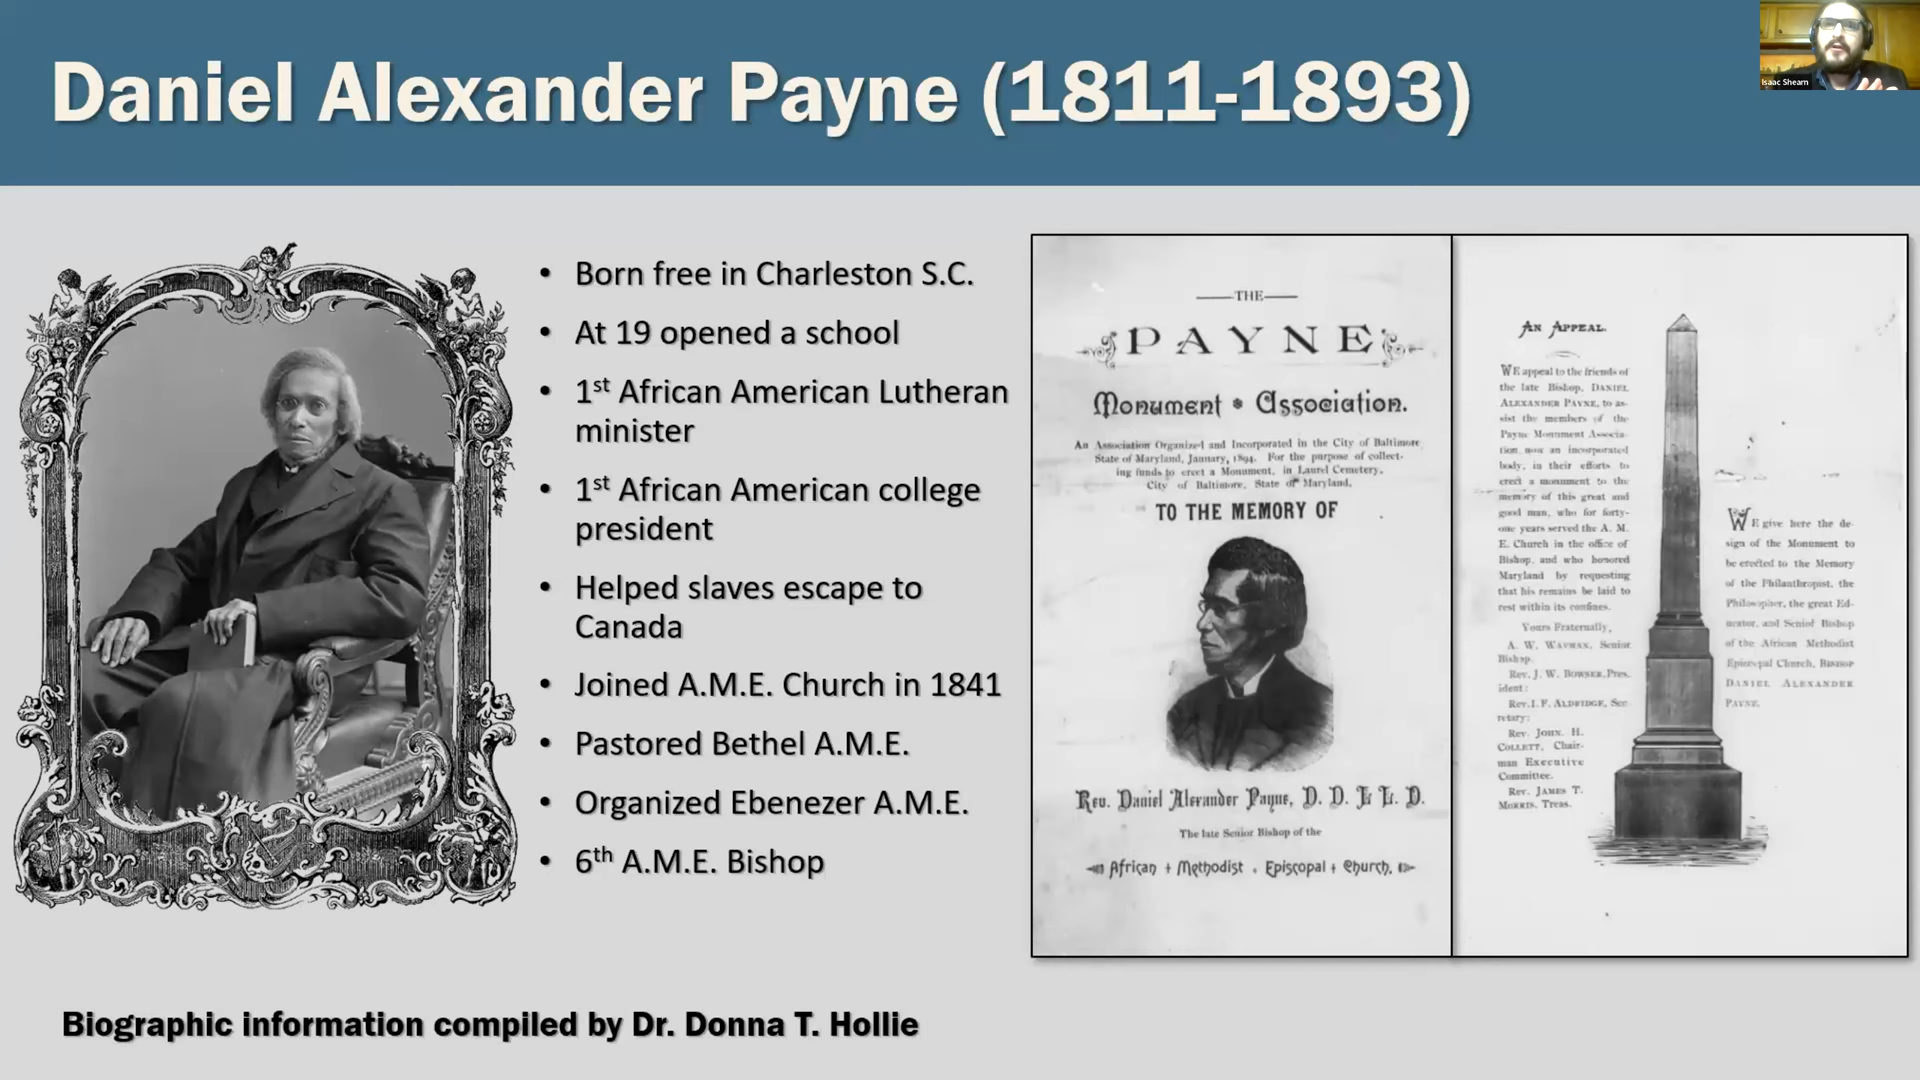 Daniel Alexander Payne (1811-1893)
Isaac Shearn
• Born free in Charleston S.C.
• At 19 opened a school
• 1st African American Lutheran
minister
• 1st African American college
president
• Helped slaves escape to
Canada
• Joined A.M.E. Church in 1841
• Pastored Bethel A.M.E.
• Organized Ebenezer A.M.E.
• 6th A.M.E. Bishop
THE
PAYNE
Monument Association.
An Association Organized and Incorporated in the City of Baltimore
State of Maryland, January, 1894. For the purpose of collect-
ing funds to erect a Monument, in Laurel Cemetery,
City of Baltimore, State of Maryland,
TO THE MEMORY OF
Rev. Daniel Alexander Payne, D. D. L L. D.
The late Senior Bishop of the
African + Methodist . Episcopal + Church.
AN APPEAL.
WE appeal to the friends of
the late Bishop, DANIEL
ALEXANDER PAYNE, to as-
sist the members of the
Payne Monument Associa-
tion, now an incorporated
body, in their efforts to
erect a monument to the
memory of this great and
good man, who for forty-
one years served the A. M.
E. Church in the office of
Bishop, and who honored
Maryland by requesting
that his remains be laid to
rest within its confines.
Yours Fraternally,
A. W. WAYMAN, Senior
Bishop.
Rev. J. W. BOWSER, Pres.
ident:
Rev. I. F. ALDRIDGE, Sec
retary:
Rev. JOHN. H.
COLLETT, Chair-
man Executive
Committee.
Rev. JAMES T.
MORRIS, Treas.
WE give here the de-
sign of the Monument to
be erected to the Memory
of the Philanthropist, the
Philosopher, the great Ed-
ucator, and Senior Bishop
of the African Methodist
Episcopal Church, BISHOP
DANIEL ALEXANDER
PAYNE.
Biographic information compiled by Dr. Donna T. Hollie